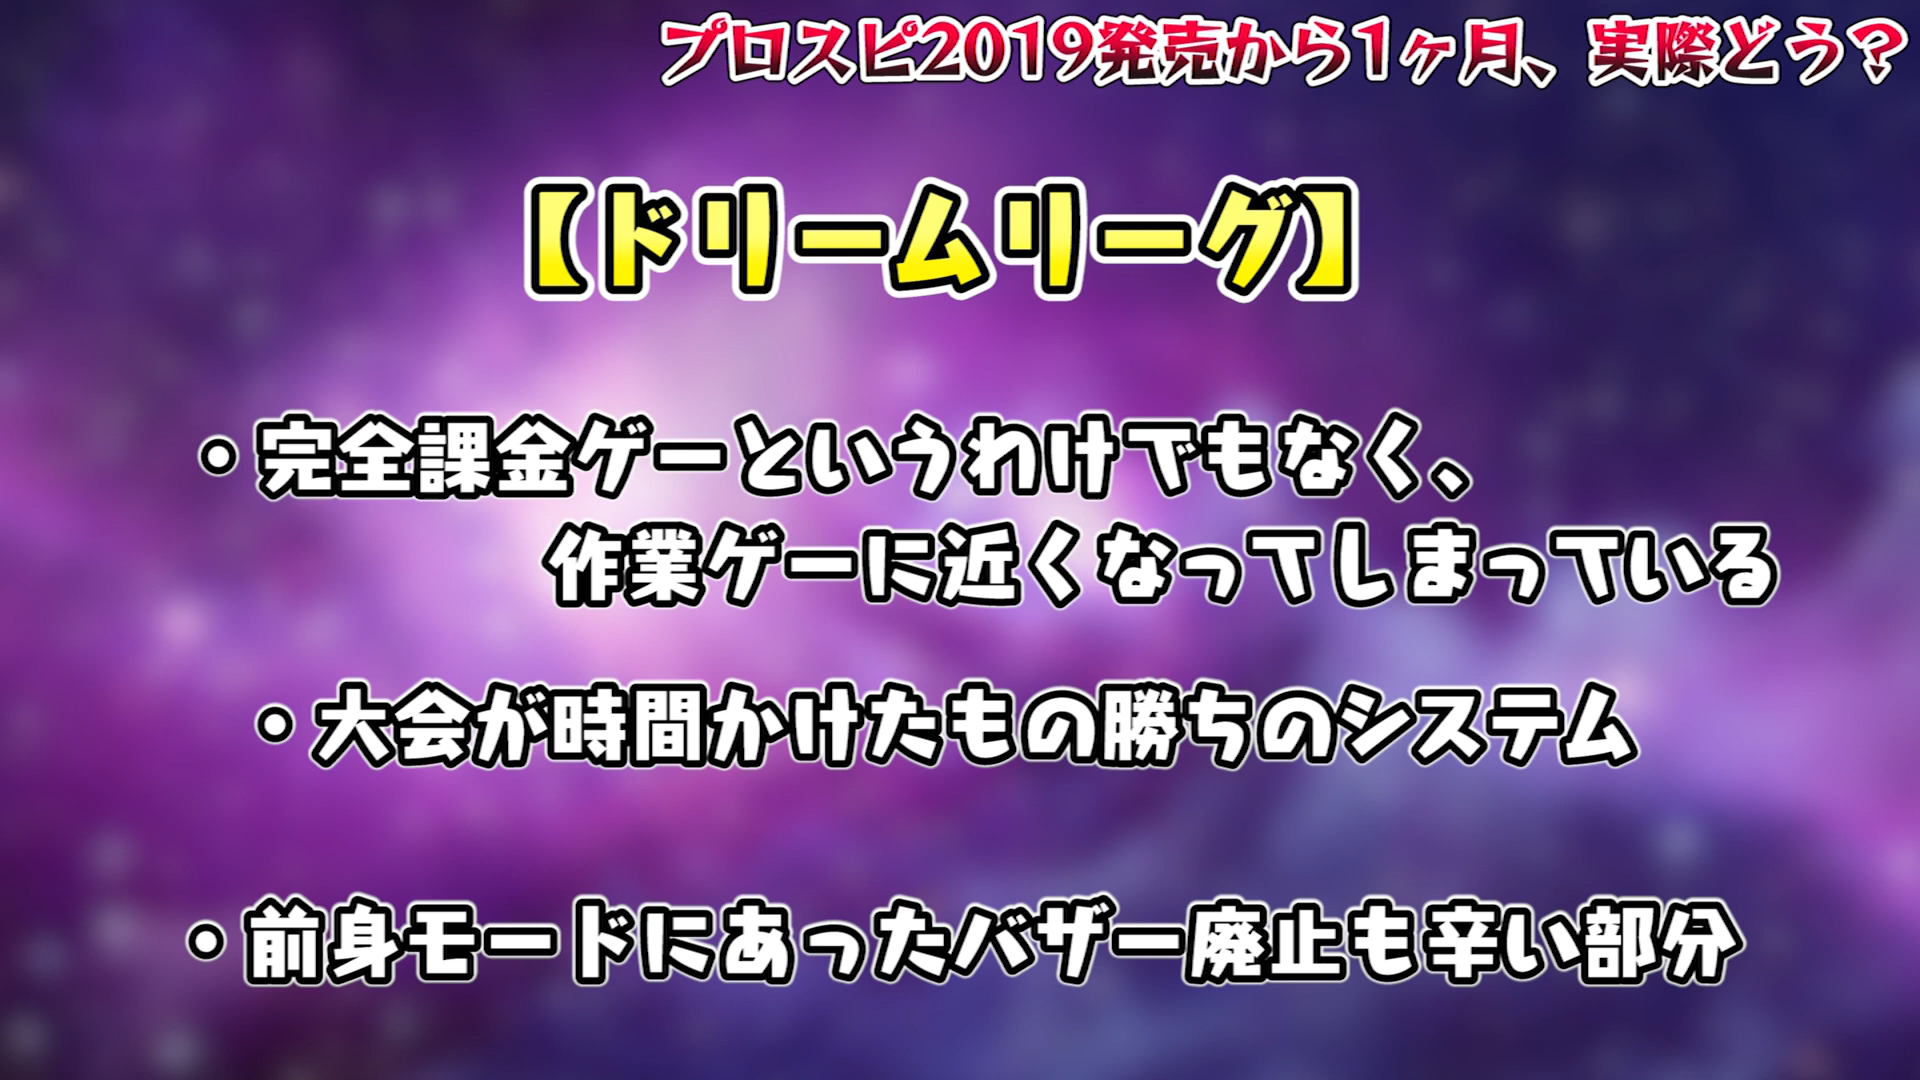 プロスピ2019発売から1ヶ月、実際どう？
【ドリームリーグ】
・完全課金ゲーというわけでもなく、
作業ゲーに近くなってしまっている
・大会が時間かけたもの勝ちのシステム
・前身モードにあったバザー廃止も辛い部分